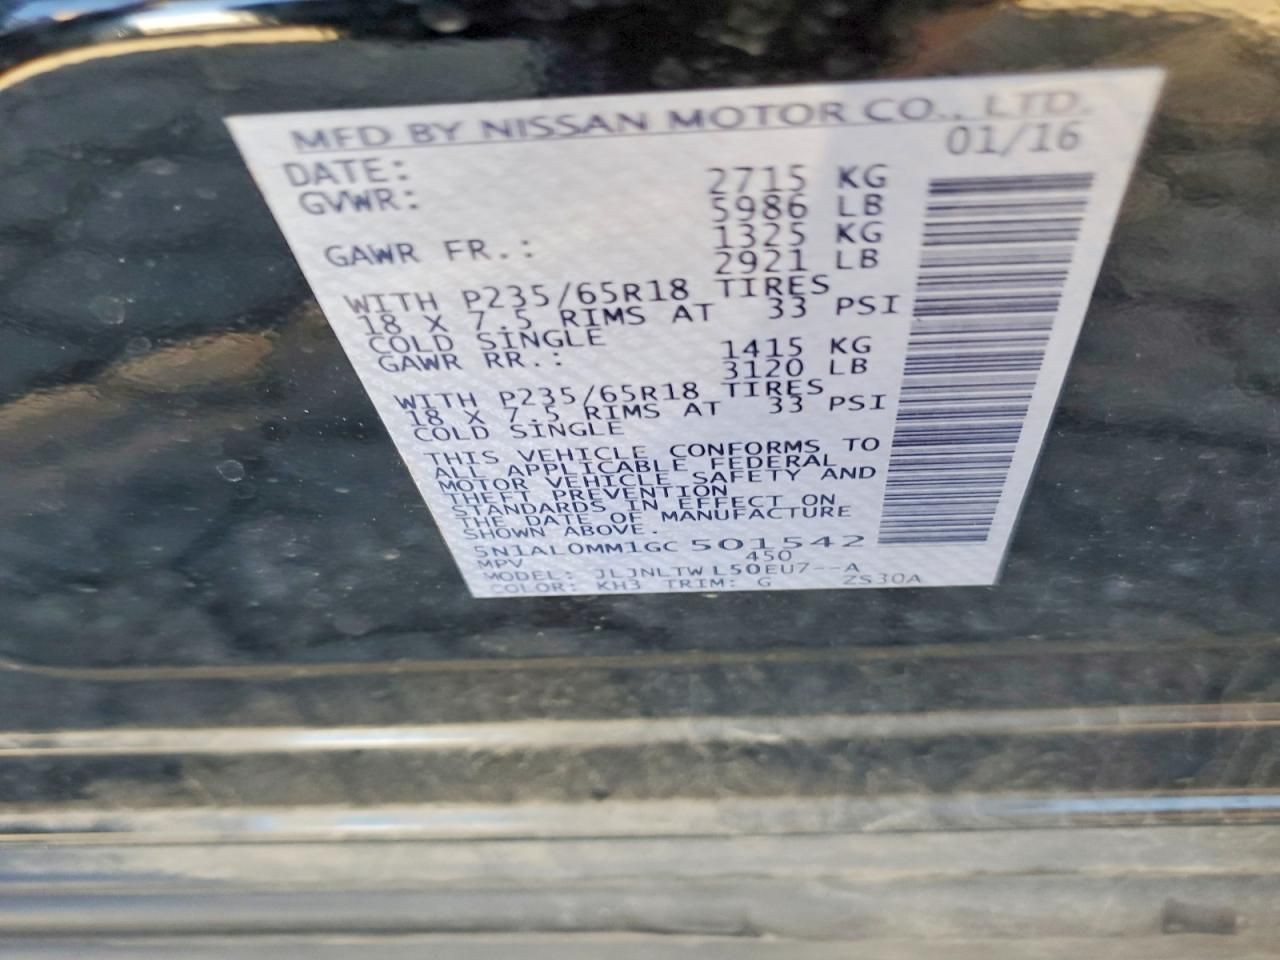 MFD BY NISSAN MOTOR CO., LTD.
DATE: 01/16
GVWR: 2715 KG
5986 LB
GAWR FR.: 1325 KG
2921 LB
WITH P235/65R18 TIRES
18 X 7.5 RIMS AT 33 PSI
COLD SINGLE
GAWR RR.: 1415 KG
3120 LB
WITH P235/65R18 TIRES
18 X 7.5 RIMS AT 33 PSI
COLD SINGLE
THIS VEHICLE CONFORMS TO
ALL APPLICABLE FEDERAL
MOTOR VEHICLE SAFETY AND
THEFT PREVENTION
STANDARDS IN EFFECT ON
THE DATE OF MANUFACTURE
SHOWN ABOVE.
5N1AL0MM1GC501542
MPV 450
MODEL: JLJNLTWL50EU7--A
COLOR: KH3 TRIM: G ZS30A